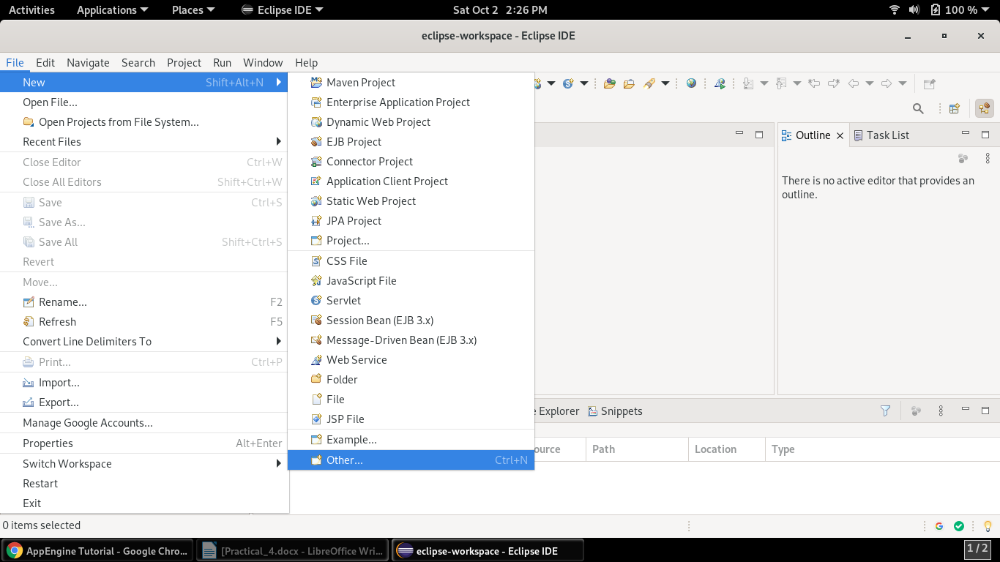 Activities Applications Places Eclipse IDE Sat Oct 2 2:26 PM 100 %
eclipse-workspace - Eclipse IDE
File Edit Navigate Search Project Run Window Help
New Shift+Alt+N
Open File...
Open Projects from File System...
Recent Files
Close Editor Ctrl+W
Close All Editors Shift+Ctrl+W
Save Ctrl+S
Save As...
Save All Shift+Ctrl+S
Revert
Move...
Rename... F2
Refresh F5
Convert Line Delimiters To
Print... Ctrl+P
Import...
Export...
Manage Google Accounts...
Properties Alt+Enter
Switch Workspace
Restart
Exit
Maven Project
Enterprise Application Project
Dynamic Web Project
EJB Project
Connector Project
Application Client Project
Static Web Project
JPA Project
Project...
CSS File
JavaScript File
Servlet
Session Bean (EJB 3.x)
Message-Driven Bean (EJB 3.x)
Web Service
Folder
File
JSP File
Example...
Other... Ctrl+N
Outline Task List
There is no active editor that provides an
outline.
Explorer Snippets
Path Location Type
0 items selected
AppEngine Tutorial - Google Chro... [Practical_4.docx - LibreOffice Wri... eclipse-workspace - Eclipse IDE 1 / 2